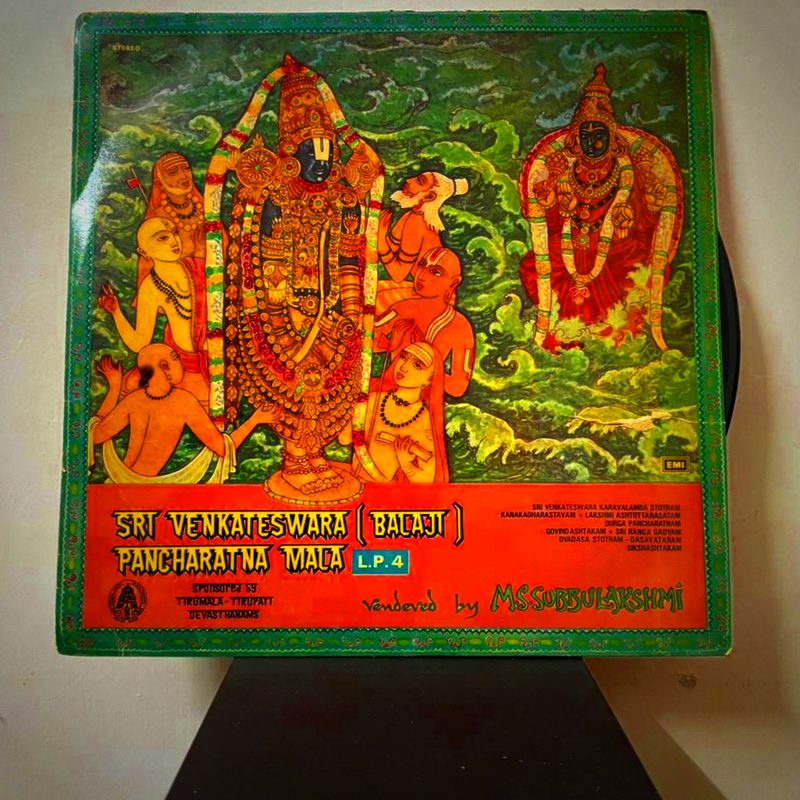 STEREO
EMI
SRI VENKATESWARA (BALAJI)
PANCHARATNA MALA L.P.4
sponsored by
TIRUMALA - TIRUPATI
DEVASTHANAMS
SRI VENKATESWARA KARAVALAMBA STOTRAM
KANAKADHARASTAVAM - LAKSHMI ASHTOTTARASATAM
DURGA PANCHARATNAM
GOVINDASHTAKAM - SRI RANGA GADYAM
DVADASA STOTRAM - DASAVATARAM
SIKSHASHTAKAM
rendered by M.S.SUBBULAKSHMI